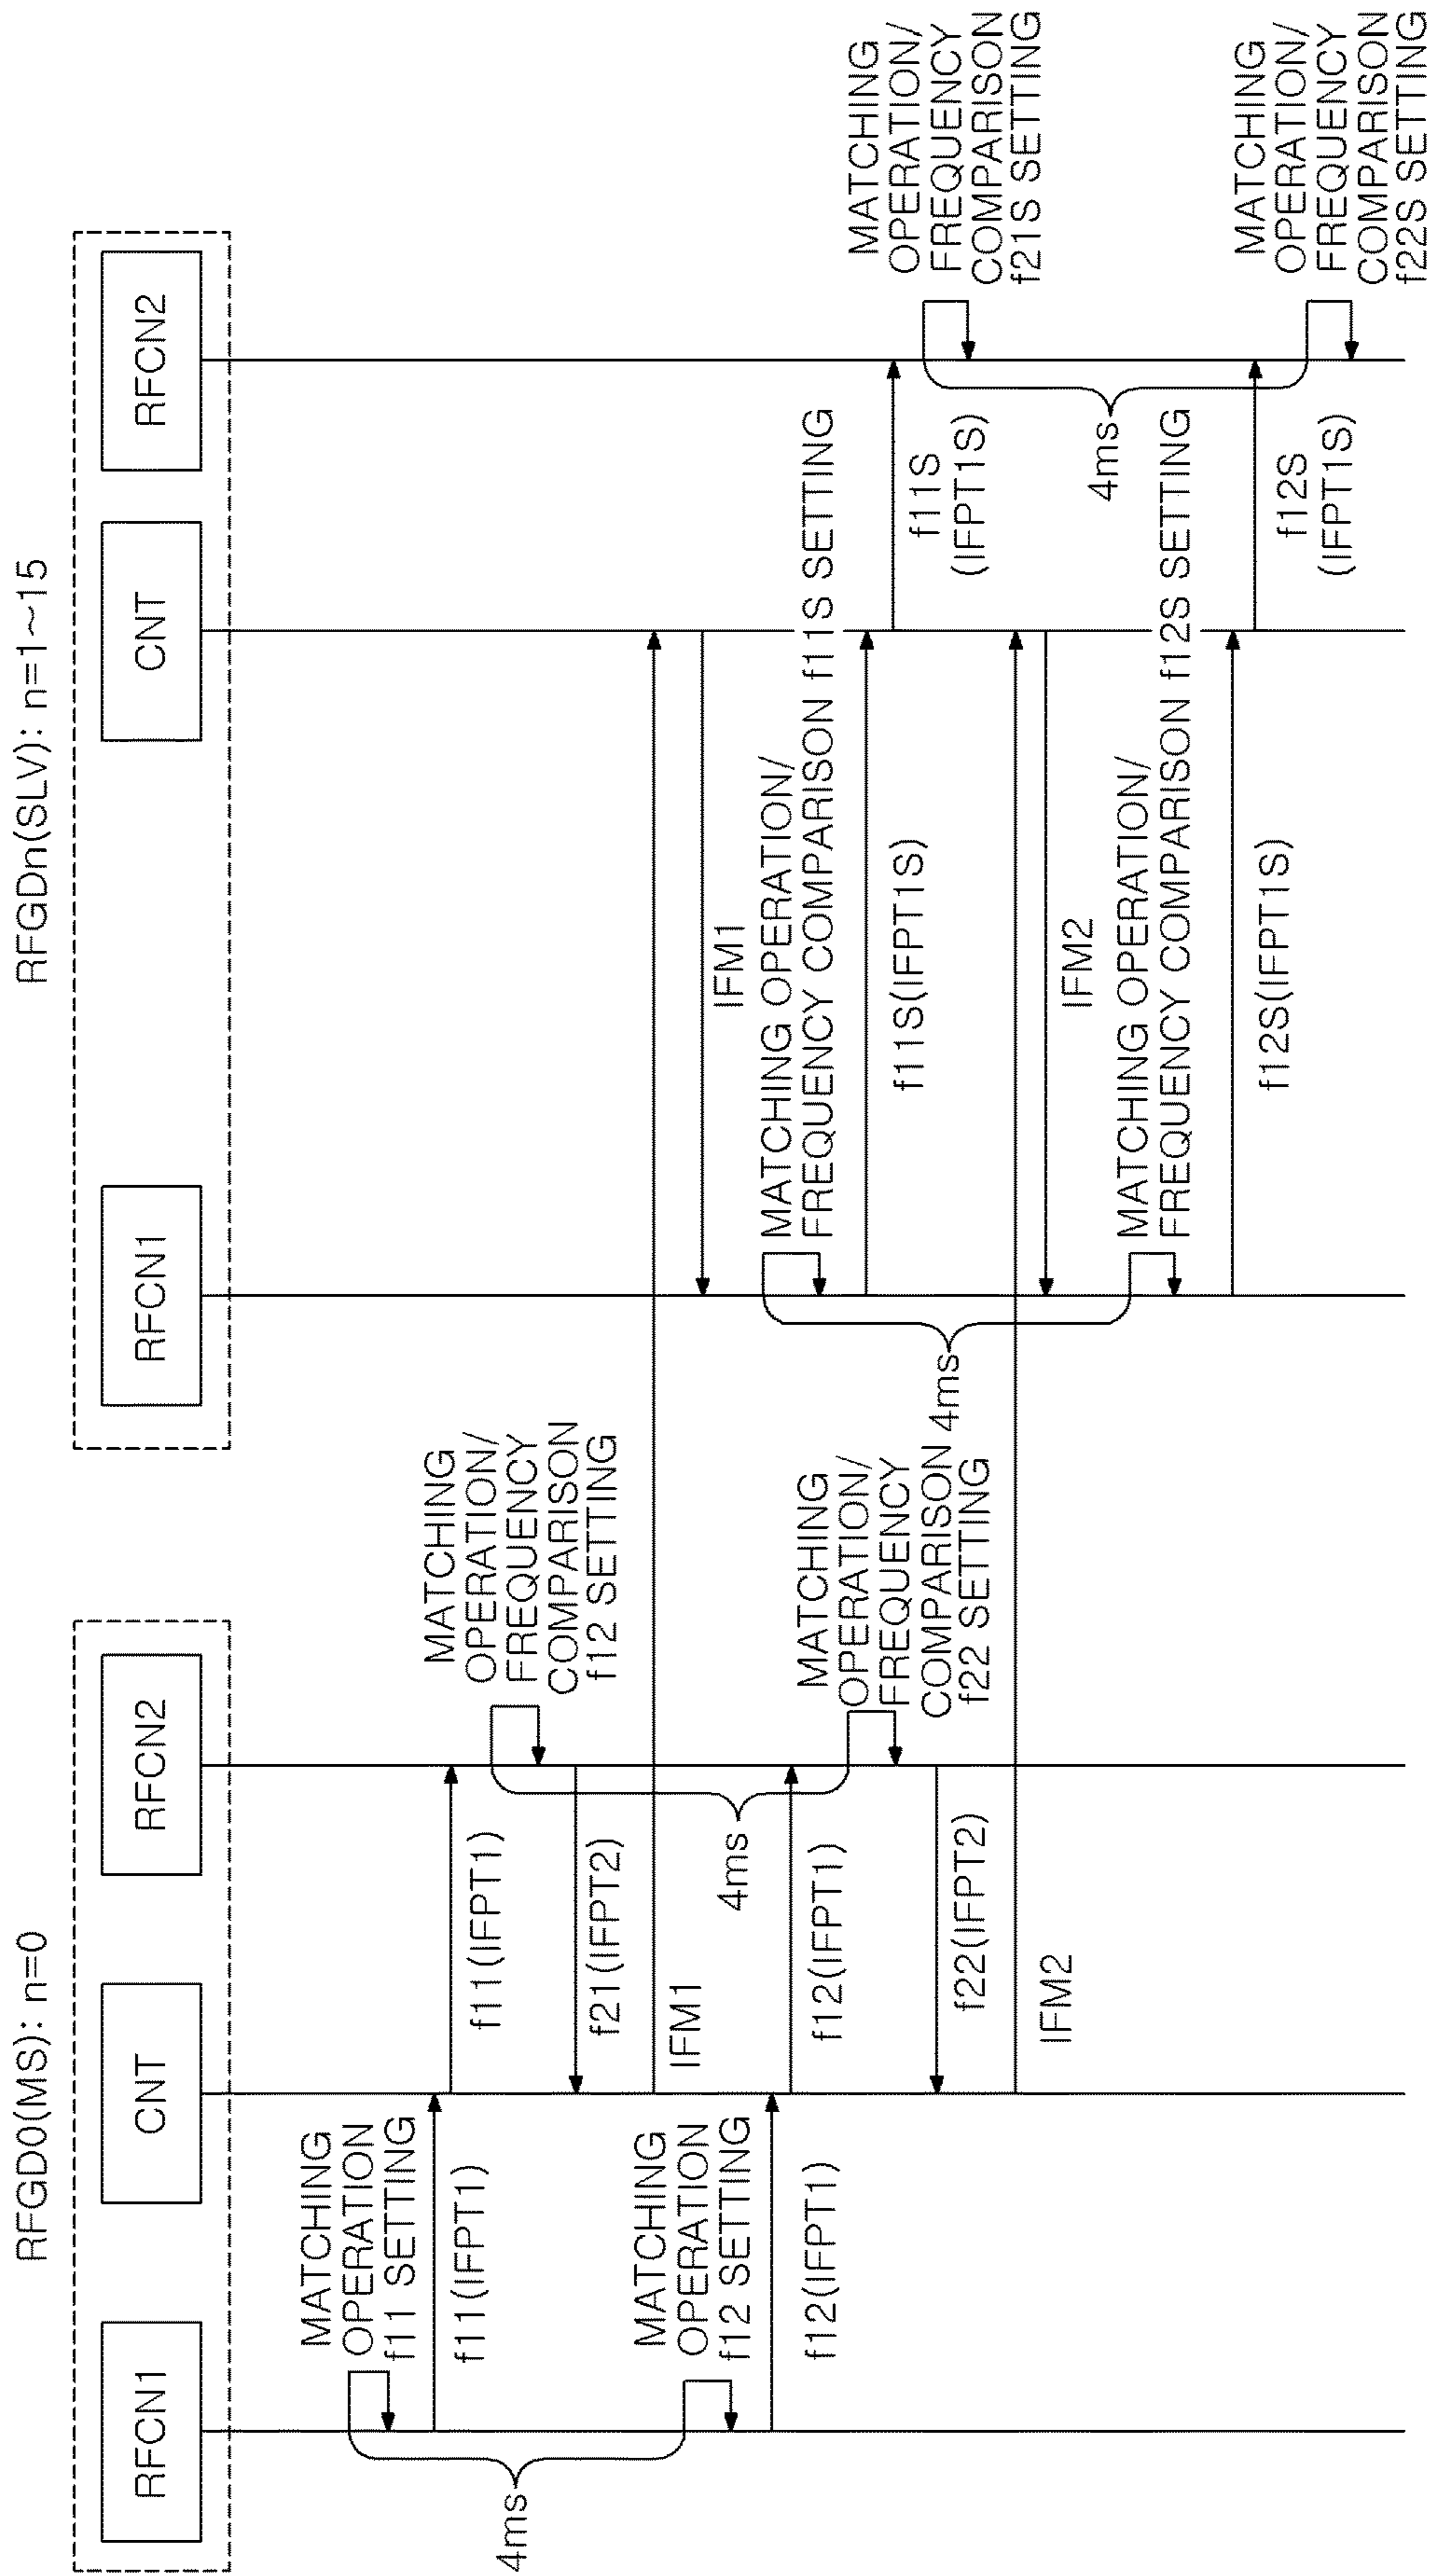 RFGD0(MS): n=0
RFGDn(SLV): n=1~15
RFCN1
CNT
RFCN2
RFCN1
CNT
RFCN2
MATCHING
OPERATION
f11 SETTING
f11(IFPT1)
4ms
MATCHING
OPERATION
f12 SETTING
f12(IFPT1)
f11(IFPT1)
f21(IFPT2)
IFM1
f12(IFPT1)
f22(IFPT2)
IFM2
4ms
MATCHING
OPERATION/
FREQUENCY
COMPARISON
f12 SETTING
MATCHING
OPERATION/
FREQUENCY
COMPARISON
f22 SETTING
4ms
IFM1
MATCHING OPERATION/
FREQUENCY COMPARISON f11S SETTING
f11S(IFPT1S)
IFM2
MATCHING OPERATION/
FREQUENCY COMPARISON f12S SETTING
f12S(IFPT1S)
f11S
(IFPT1S)
4ms
f12S
(IFPT1S)
MATCHING
OPERATION/
FREQUENCY
COMPARISON
f21S SETTING
MATCHING
OPERATION/
FREQUENCY
COMPARISON
f22S SETTING